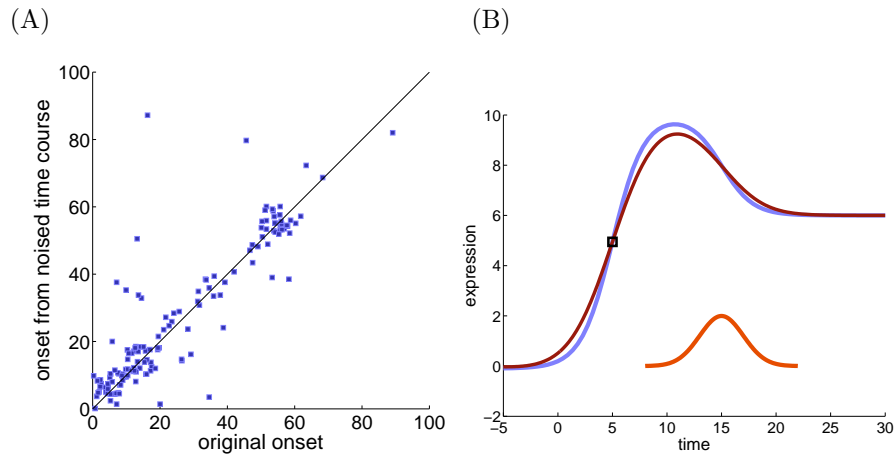 (A)
(B)
onset from noised time course
100
80
60
40
20
0
0 20 40 60 80 100
original onset
expression
10
8
6
4
2
0
−2
−5 0 5 10 15 20 25 30
time